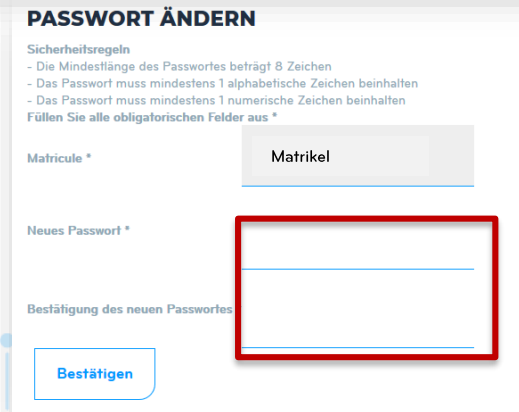 PASSWORT ÄNDERN
Sicherheitsregeln
- Die Mindestlänge des Passwortes beträgt 8 Zeichen
- Das Passwort muss mindestens 1 alphabetische Zeichen beinhalten
- Das Passwort muss mindestens 1 numerische Zeichen beinhalten
Füllen Sie alle obligatorischen Felder aus *
Matricule * Matrikel
Neues Passwort *
Bestätigung des neuen Passwortes
Bestätigen